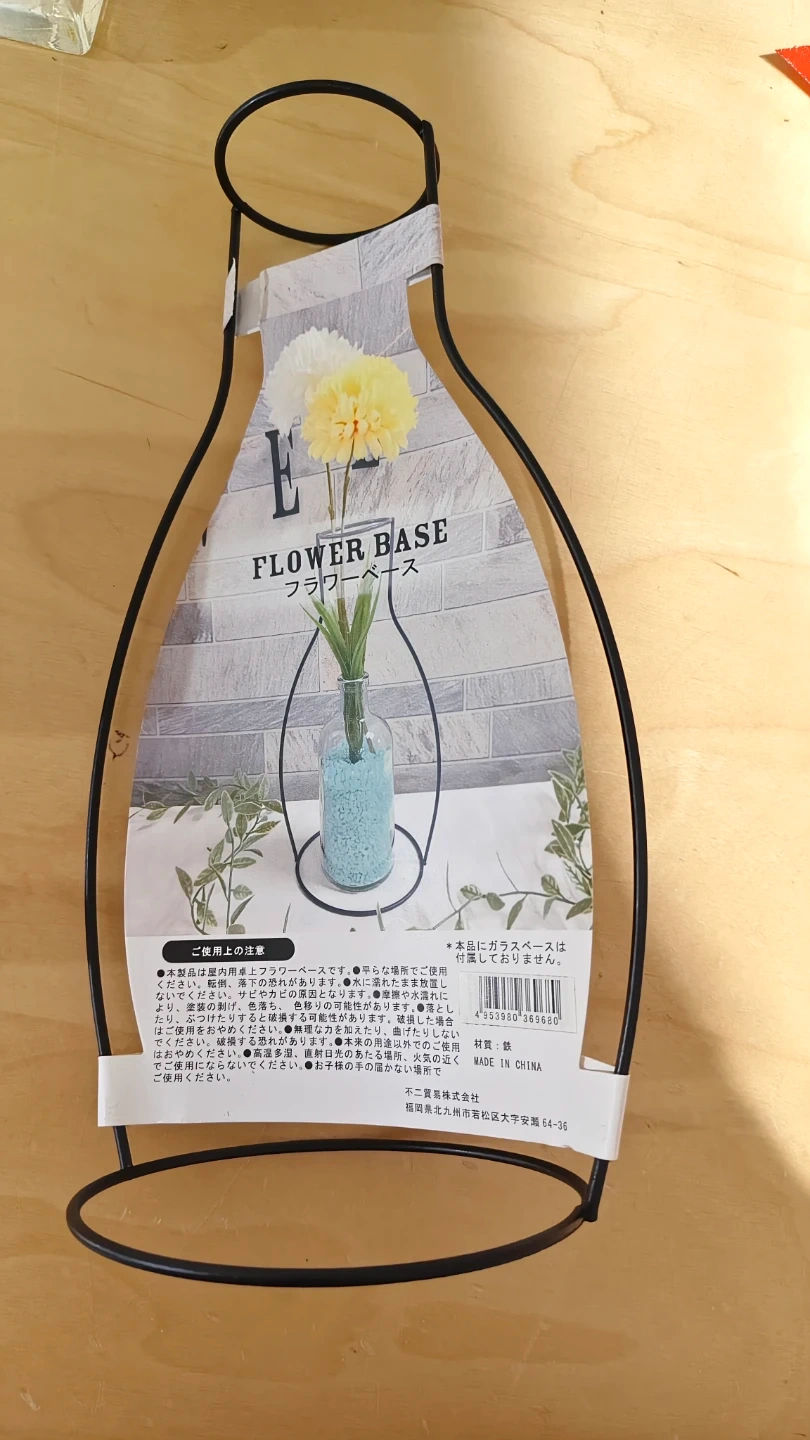 E
FLOWER BASE
フラワーベース
ご使用上の注意
●本製品は屋内用卓上フラワーベースです。●平らな場所でご使用
ください。転倒、落下の恐れがあります。●水に濡れたまま放置し
ないでください。サビやカビの原因となります。●摩擦や水濡れに
より、塗装の剥げ、色落ち、色移りの可能性があります。●落とし
たり、ぶつけたりすると破損する可能性があります。破損した場合
はご使用をおやめください。●無理な力を加えたり、曲げたりしない
でください。破損する恐れがあります。●本来の用途以外でのご使用
はおやめください。●高温多湿、直射日光のあたる場所、火気の近く
でご使用にならないでください。●お子様の手の届かない場所で
ご使用ください。
＊本品にガラスベースは
付属しておりません。
4 953980 369680
材質：鉄
MADE IN CHINA
不二貿易株式会社
福岡県北九州市若松区大字安瀬 64-36